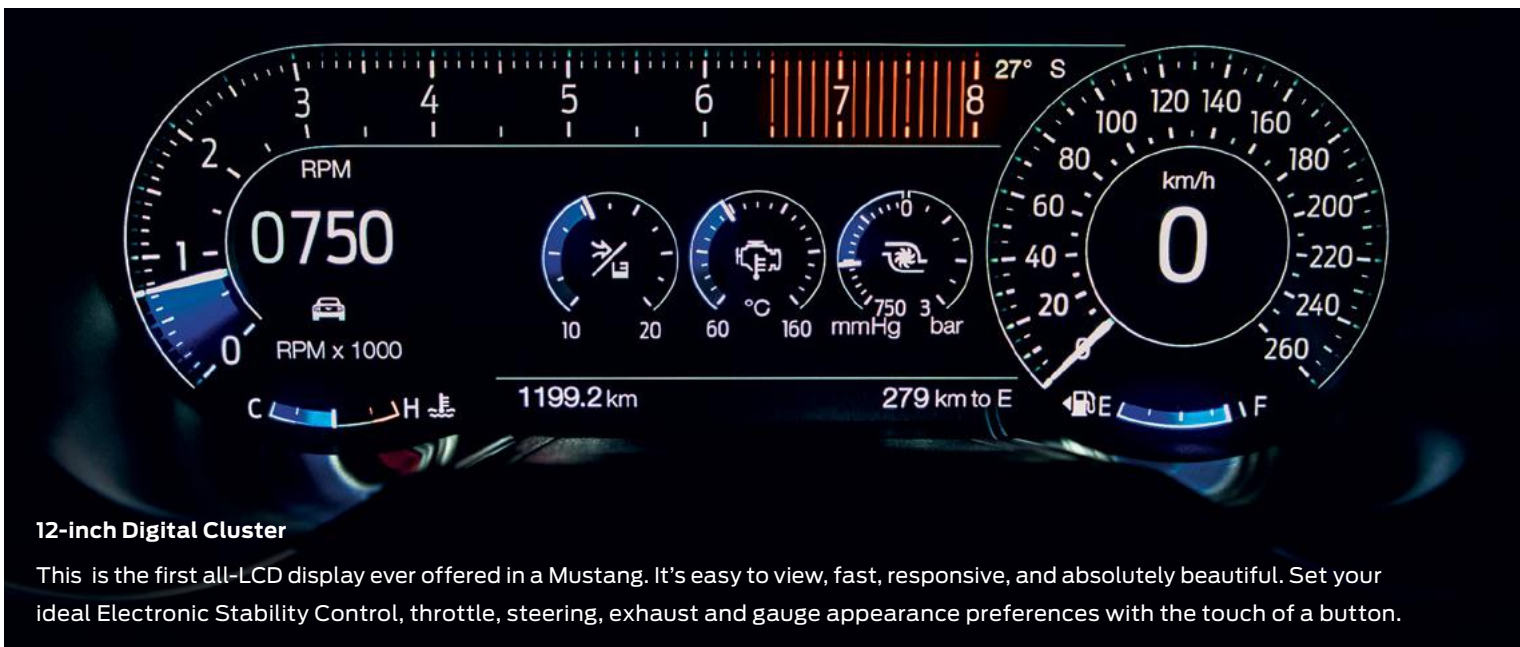 3 4 5 6 7 8 27° S
2
1
0
RPM
0750
RPM x 1000
C H
10 20
60 °C 160
0
750 3
mmHg bar
1199.2 km 279 km to E
120 140
100 160
80 180
60 200
40 220
20 240
0 260
km/h
0
E F
12-inch Digital Cluster
This is the first all-LCD display ever offered in a Mustang. It’s easy to view, fast, responsive, and absolutely beautiful. Set your
ideal Electronic Stability Control, throttle, steering, exhaust and gauge appearance preferences with the touch of a button.